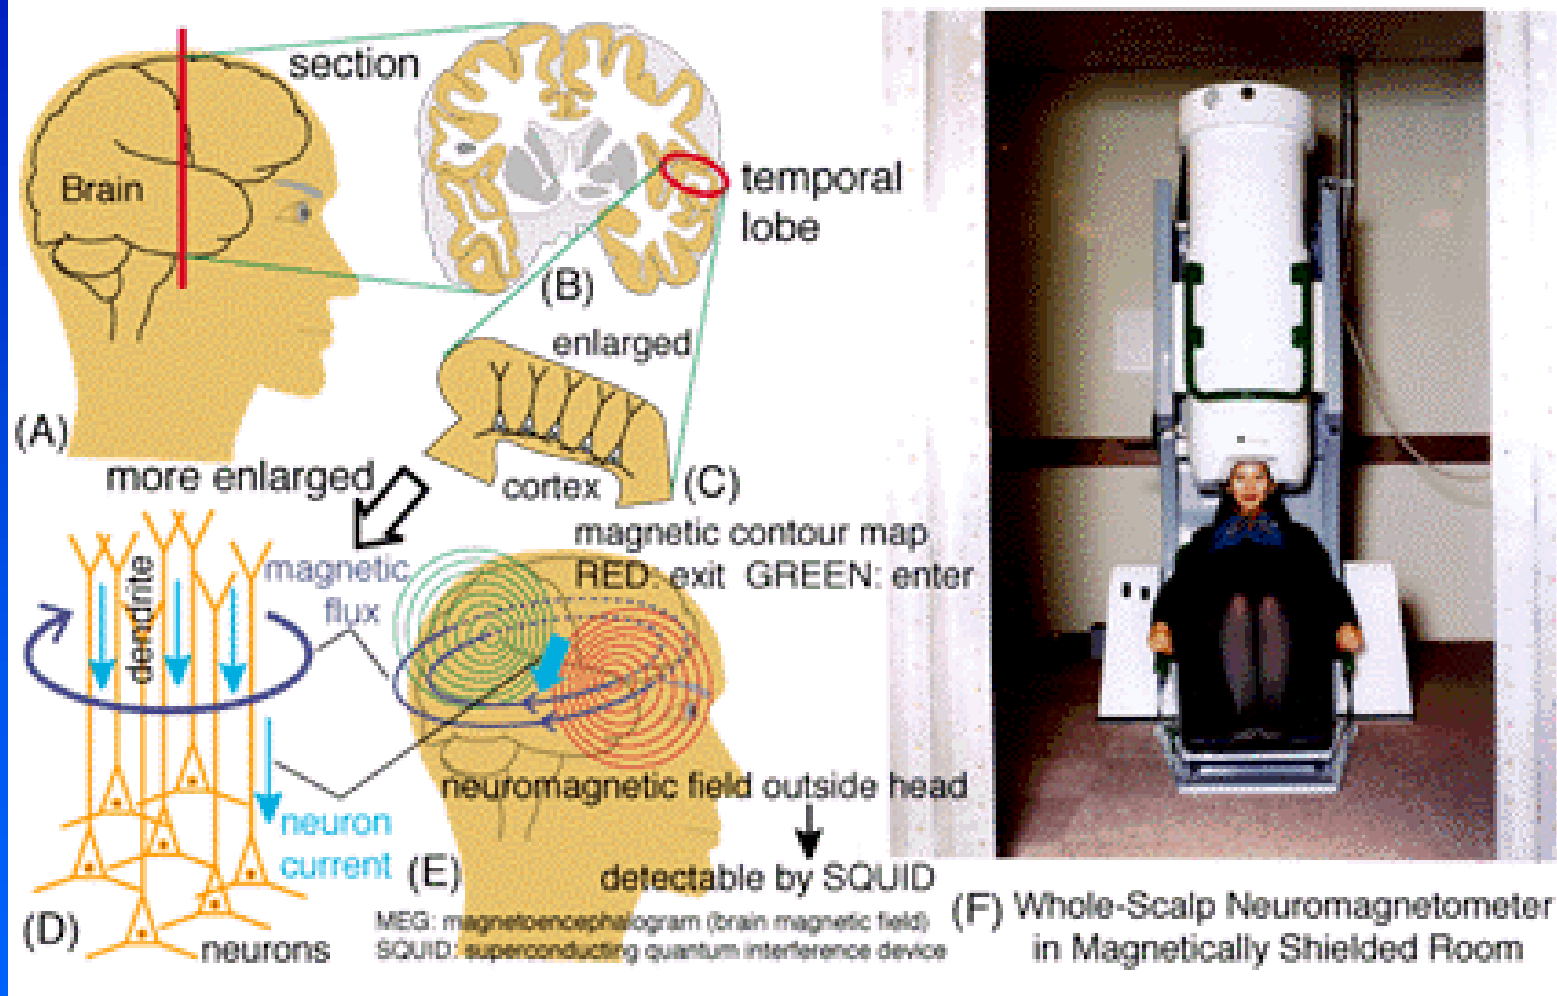 section
Brain
temporal
lobe
(B)
enlarged
(A)
more enlarged
cortex
(C)
magnetic contour map
RED: exit GREEN: enter
magnetic
flux
dendrite
neuromagnetic field outside head
neuron
current
(E)
detectable by SQUID
(D)
neurons
MEG: magnetoencephalogram (brain magnetic field)
SQUID: superconducting quantum interference device
(F) Whole-Scalp Neuromagnetometer
in Magnetically Shielded Room